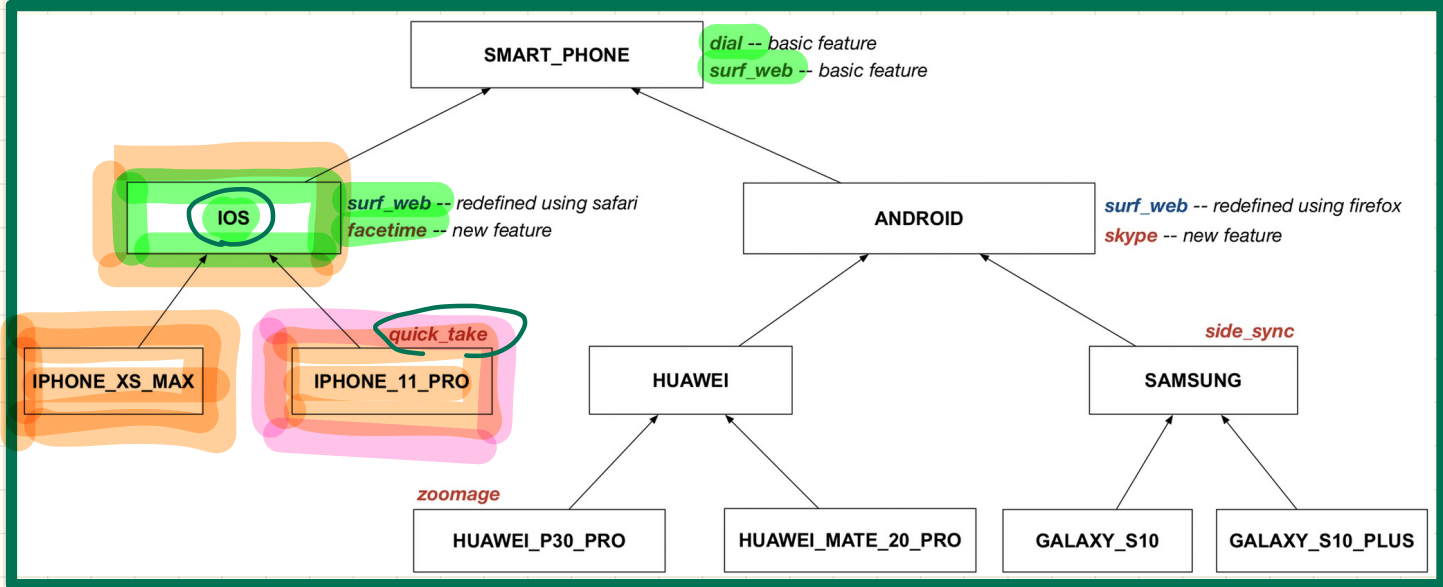 SMART_PHONE
dial -- basic feature
surf_web -- basic feature
IOS
surf_web -- redefined using safari
facetime -- new feature
ANDROID
surf_web -- redefined using firefox
skype -- new feature
IPHONE_XS_MAX
quick_take
IPHONE_11_PRO
HUAWEI
side_sync
SAMSUNG
zoomage
HUAWEI_P30_PRO
HUAWEI_MATE_20_PRO
GALAXY_S10
GALAXY_S10_PLUS